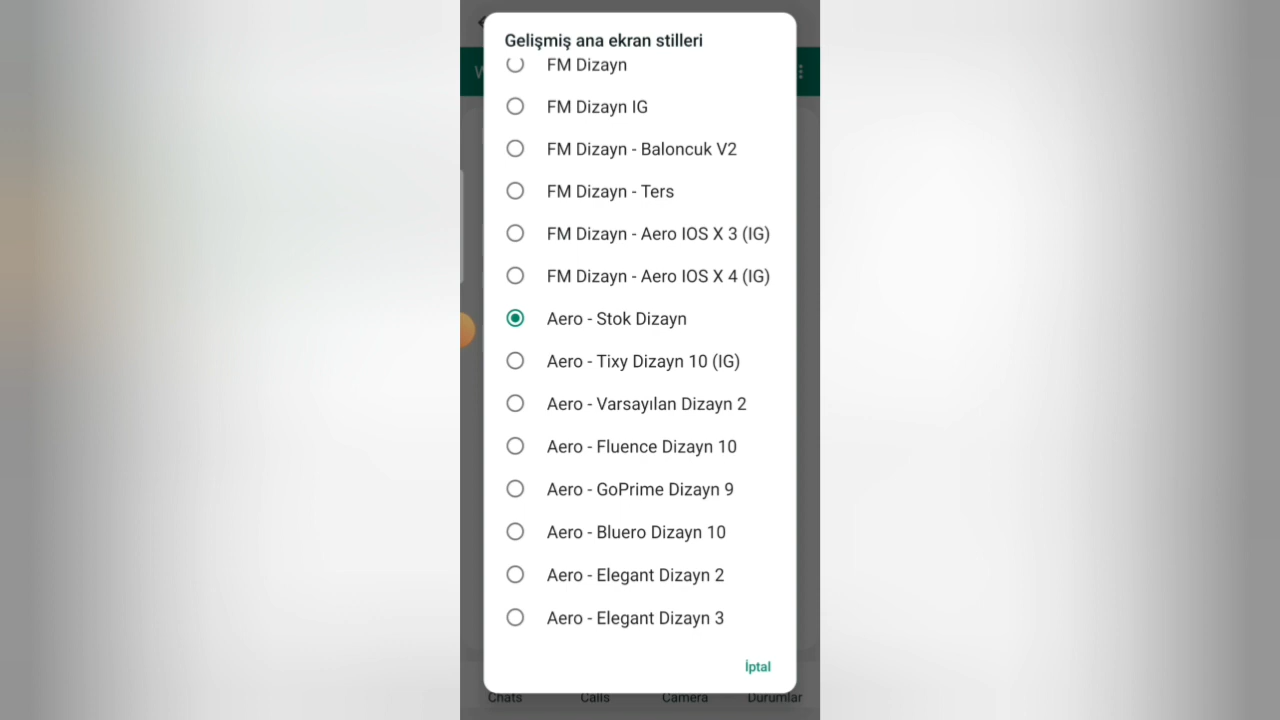 Gelişmiş ana ekran stilleri
W
FM Dizayn
FM Dizayn IG
FM Dizayn - Baloncuk V2
FM Dizayn - Ters
FM Dizayn - Aero IOS X 3 (IG)
FM Dizayn - Aero IOS X 4 (IG)
Aero - Stok Dizayn
Aero - Tixy Dizayn 10 (IG)
Aero - Varsayılan Dizayn 2
Aero - Fluence Dizayn 10
Aero - GoPrime Dizayn 9
Aero - Bluero Dizayn 10
Aero - Elegant Dizayn 2
Aero - Elegant Dizayn 3
İptal
Chats Calls Camera Durumlar